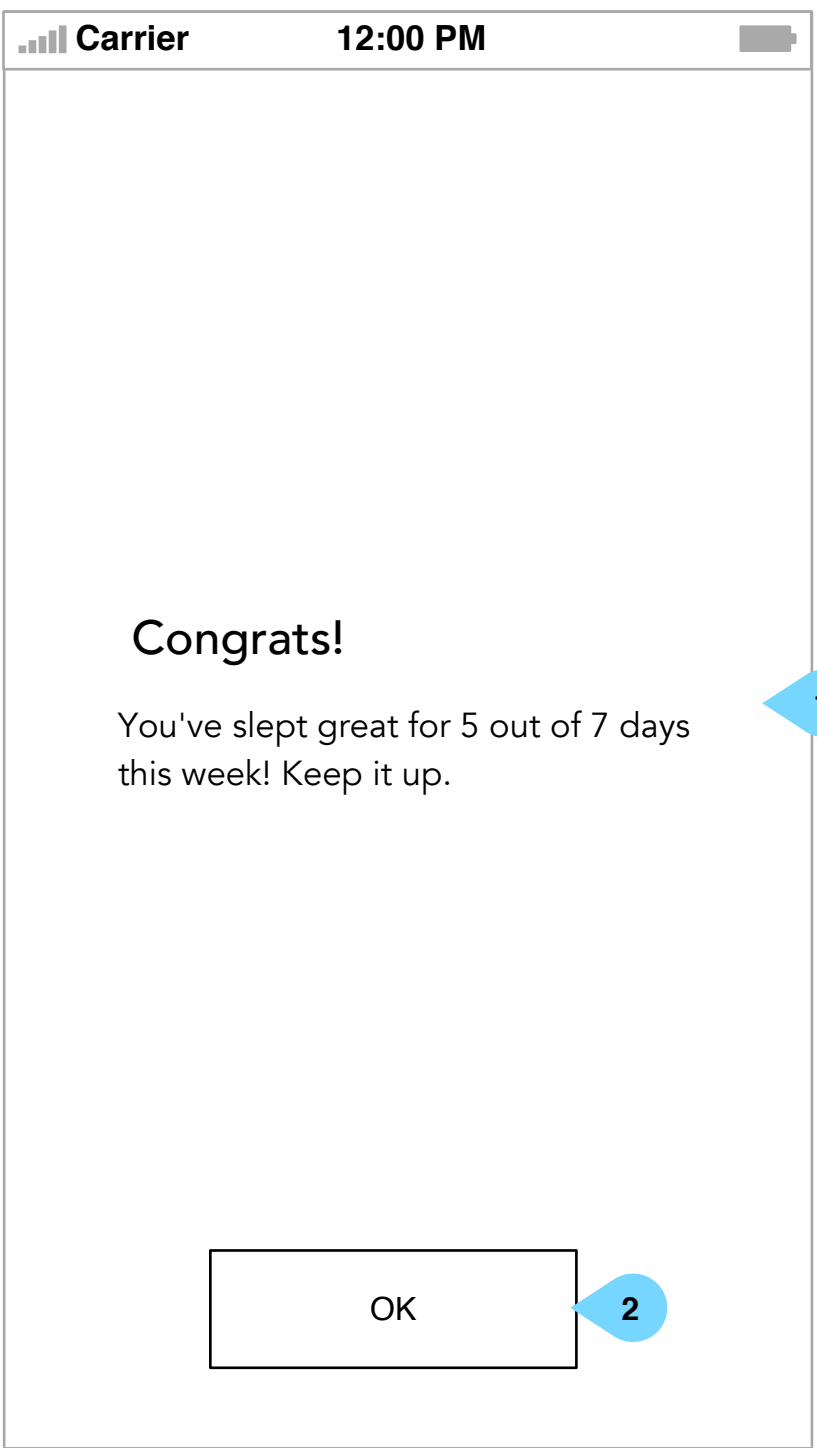 Carrier 12:00 PM
Congrats!
You've slept great for 5 out of 7 days
this week! Keep it up.
OK
2